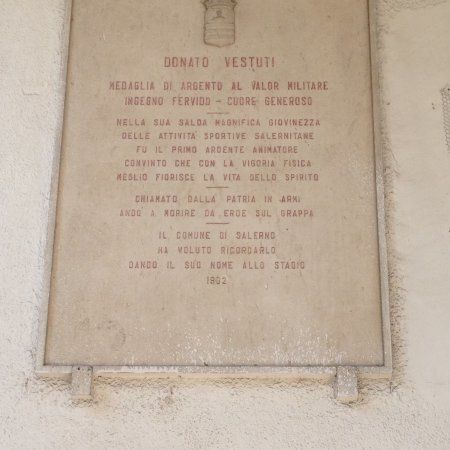 DONATO VESTUTI
MEDAGLIA DI ARGENTO AL VALOR MILITARE
INGEGNO FERVIDO - CUORE GENEROSO
NELLA SUA SALDA MAGNIFICA GIOVINEZZA
DELLE ATTIVITÀ SPORTIVE SALERNITANE
FU IL PRIMO ARDENTE ANIMATORE
CONVINTO CHE CON LA VIGORIA FISICA
MEGLIO FIORISCE LA VITA DELLO SPIRITO
CHIAMATO DALLA PATRIA IN ARMI
ANDÒ A MORIRE DA EROE SUL GRAPPA
IL COMUNE DI SALERNO
HA VOLUTO RICORDARLO
DANDO IL SUO NOME ALLO STADIO